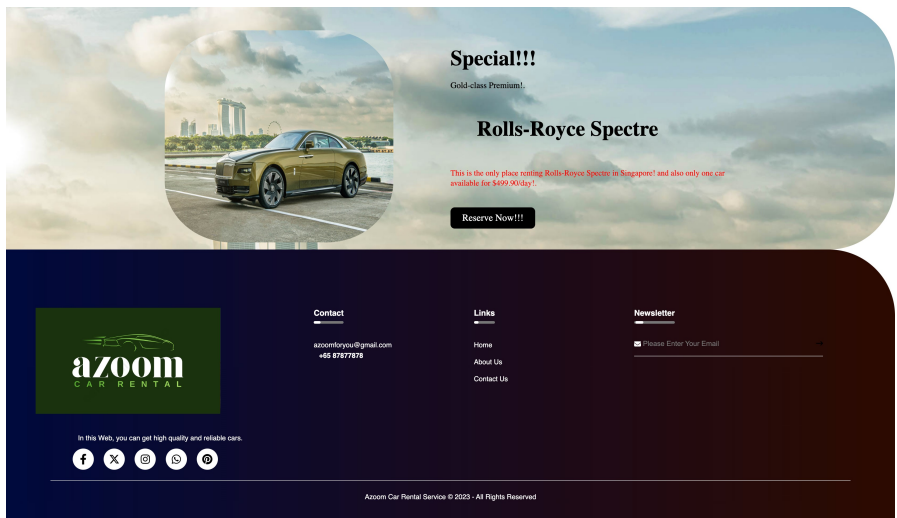 Special!!!
Gold-class Premium!.
Rolls-Royce Spectre
This is the only place renting Rolls-Royce Spectre in Singapore! and also only one car
available for $499.90/day!.
Reserve Now!!!
azoom
CAR RENTAL
In this Web, you can get high quality and reliable cars.
Contact
azoomforyou@gmail.com
+65 87877878
Links
Home
About Us
Contact Us
Newsletter
Please Enter Your Email
Azoom Car Rental Service © 2023 - All Rights Reserved